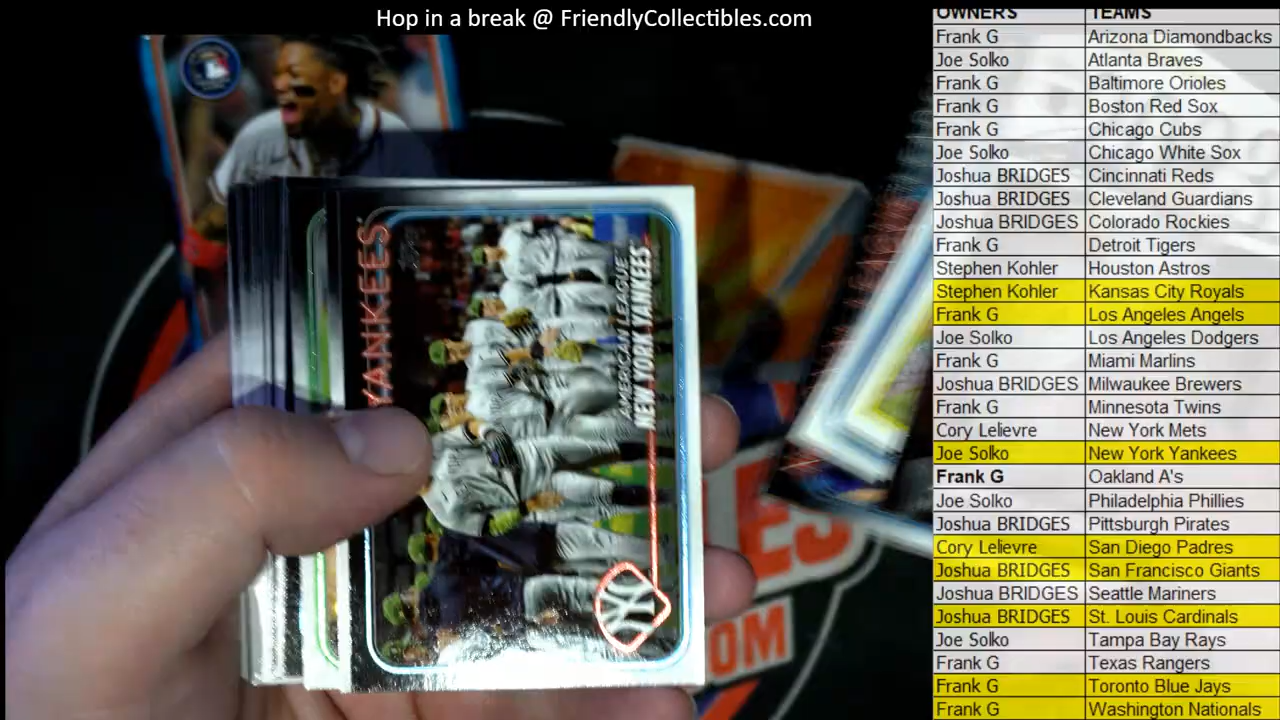 Hop in a break @ FriendlyCollectibles.com
OWNERS TEAMS
Frank G Arizona Diamondbacks
Joe Solko Atlanta Braves
Frank G Baltimore Orioles
Frank G Boston Red Sox
Frank G Chicago Cubs
Joe Solko Chicago White Sox
Joshua BRIDGES Cincinnati Reds
Joshua BRIDGES Cleveland Guardians
Joshua BRIDGES Colorado Rockies
Frank G Detroit Tigers
Stephen Kohler Houston Astros
Stephen Kohler Kansas City Royals
Frank G Los Angeles Angels
Joe Solko Los Angeles Dodgers
Frank G Miami Marlins
Joshua BRIDGES Milwaukee Brewers
Frank G Minnesota Twins
Cory Lelievre New York Mets
Joe Solko New York Yankees
Frank G Oakland A's
Joe Solko Philadelphia Phillies
Joshua BRIDGES Pittsburgh Pirates
Cory Lelievre San Diego Padres
Joshua BRIDGES San Francisco Giants
Joshua BRIDGES Seattle Mariners
Joshua BRIDGES St. Louis Cardinals
Joe Solko Tampa Bay Rays
Frank G Texas Rangers
Frank G Toronto Blue Jays
Frank G Washington Nationals
YANKEES
AMERICAN LEAGUE
NEW YORK YANKEES